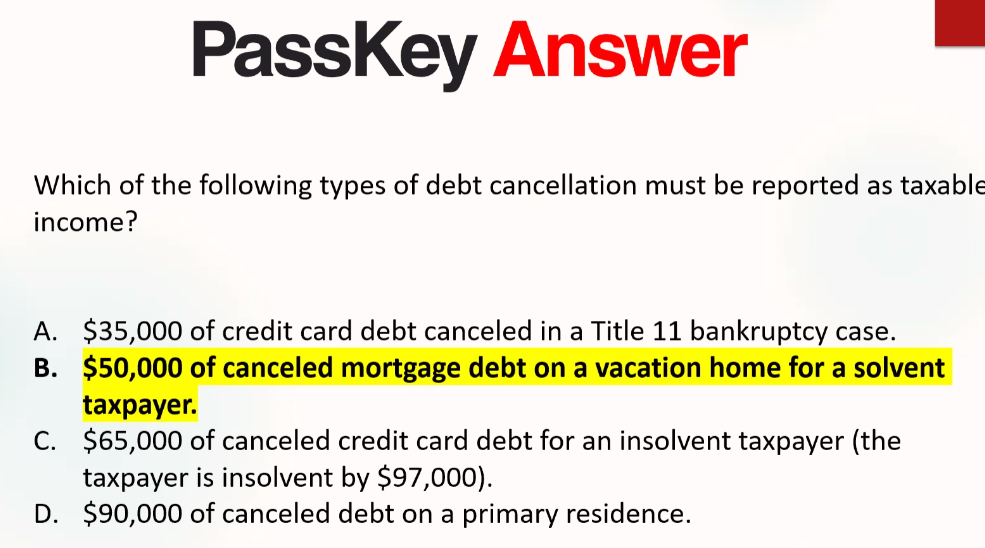 PassKey Answer
Which of the following types of debt cancellation must be reported as taxable
income?
A. $35,000 of credit card debt canceled in a Title 11 bankruptcy case.
B. $50,000 of canceled mortgage debt on a vacation home for a solvent
taxpayer.
C. $65,000 of canceled credit card debt for an insolvent taxpayer (the
taxpayer is insolvent by $97,000).
D. $90,000 of canceled debt on a primary residence.